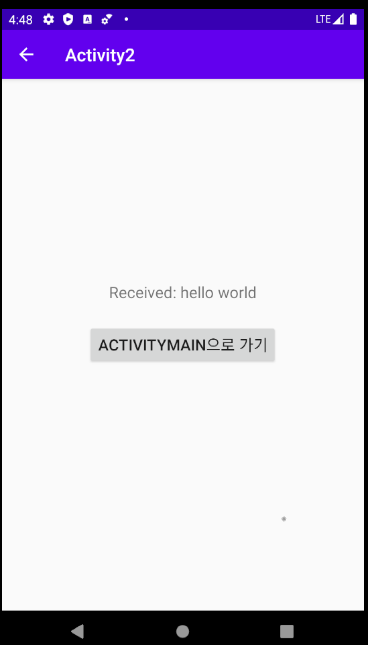 4:48 LTE
Activity2
Received: hello world
ACTIVITYMAIN으로 가기